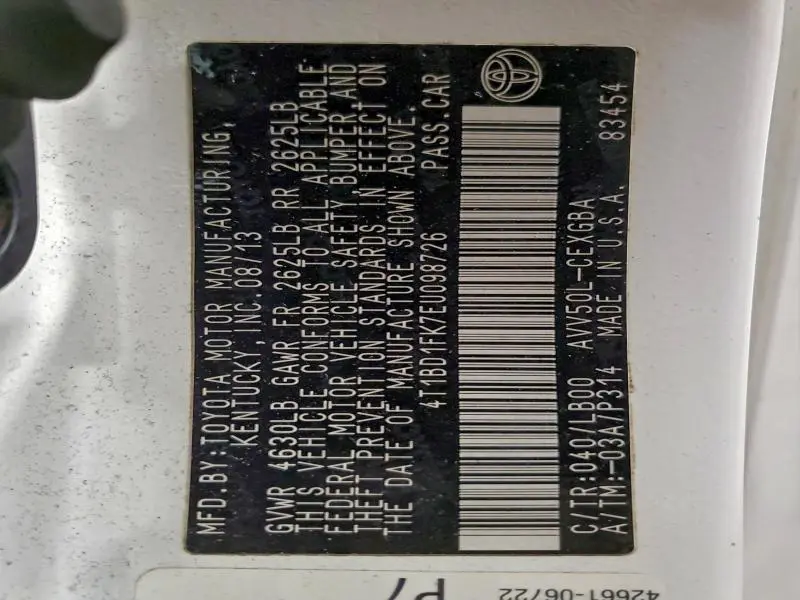 MFD.BY:TOYOTA MOTOR MANUFACTURING,
KENTUCKY,INC.08/13
GVWR 4630LB GAWR FR 2625LB RR 2625LB
THIS VEHICLE CONFORMS TO ALL APPLICABLE
FEDERAL MOTOR VEHICLE SAFETY BUMPER, AND
THEFT PREVENTION STANDARDS IN EFFECT ON
THE DATE OF MANUFACTURE SHOWN ABOVE.
4T1BD1FK7EU098726 PASS.CAR
C/TR:040/LB00 AVV50L-CEXGBA
A/TM:-03A/P314 MADE IN U.S.A. 83454
42661-06722